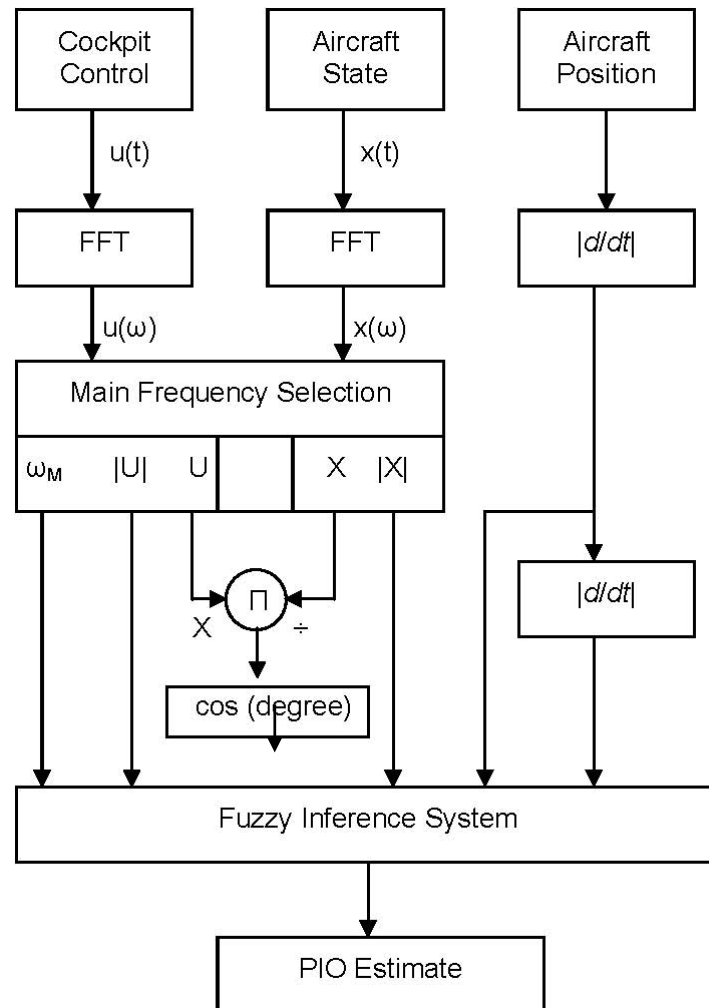 Cockpit
Control
Aircraft
State
Aircraft
Position
u(t)
x(t)
FFT
FFT
|d/dt|
u(ω)
x(ω)
Main Frequency Selection
ω_M |U| U X |X|
Π
X ÷
|d/dt|
cos (degree)
Fuzzy Inference System
PIO Estimate